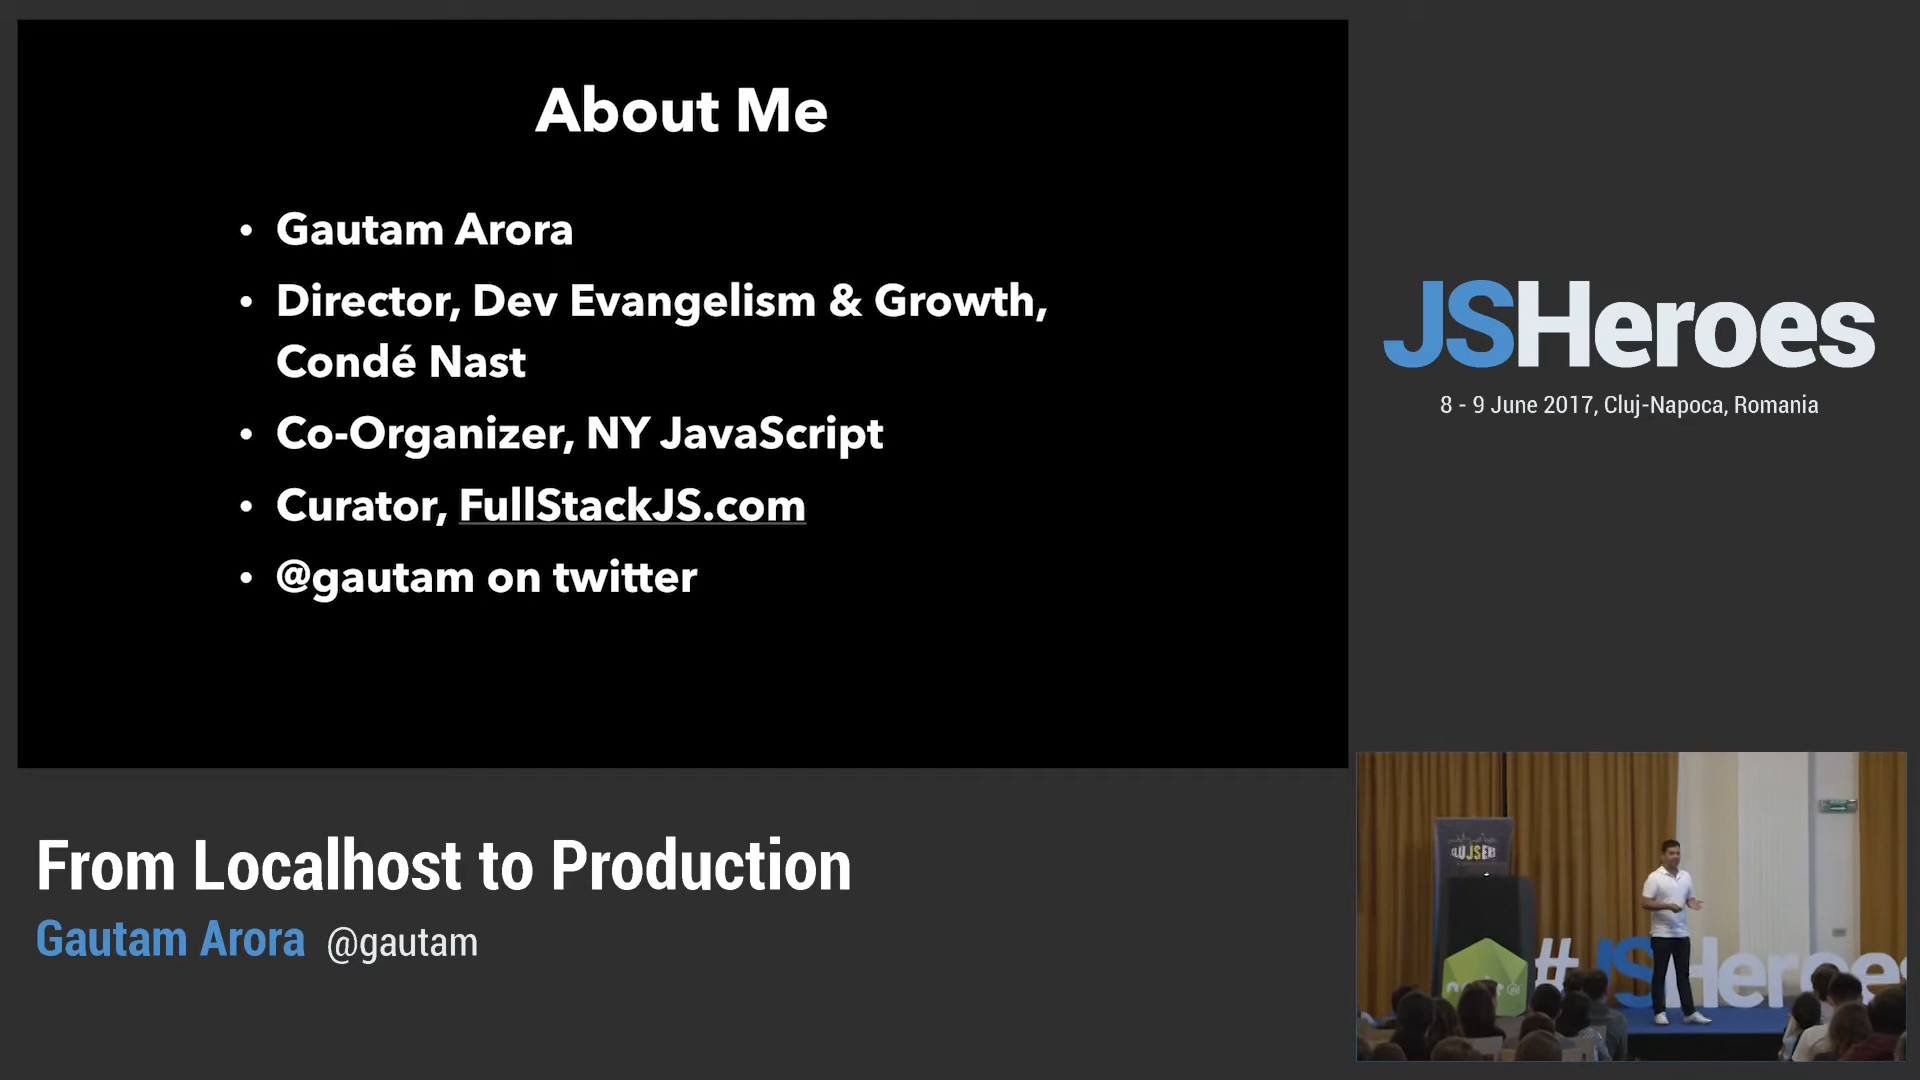 About Me
• Gautam Arora
• Director, Dev Evangelism & Growth,
Condé Nast
• Co-Organizer, NY JavaScript
• Curator, FullStackJS.com
• @gautam on twitter
JSHeroes
8 - 9 June 2017, Cluj-Napoca, Romania
From Localhost to Production
Gautam Arora @gautam
#JSHeroes